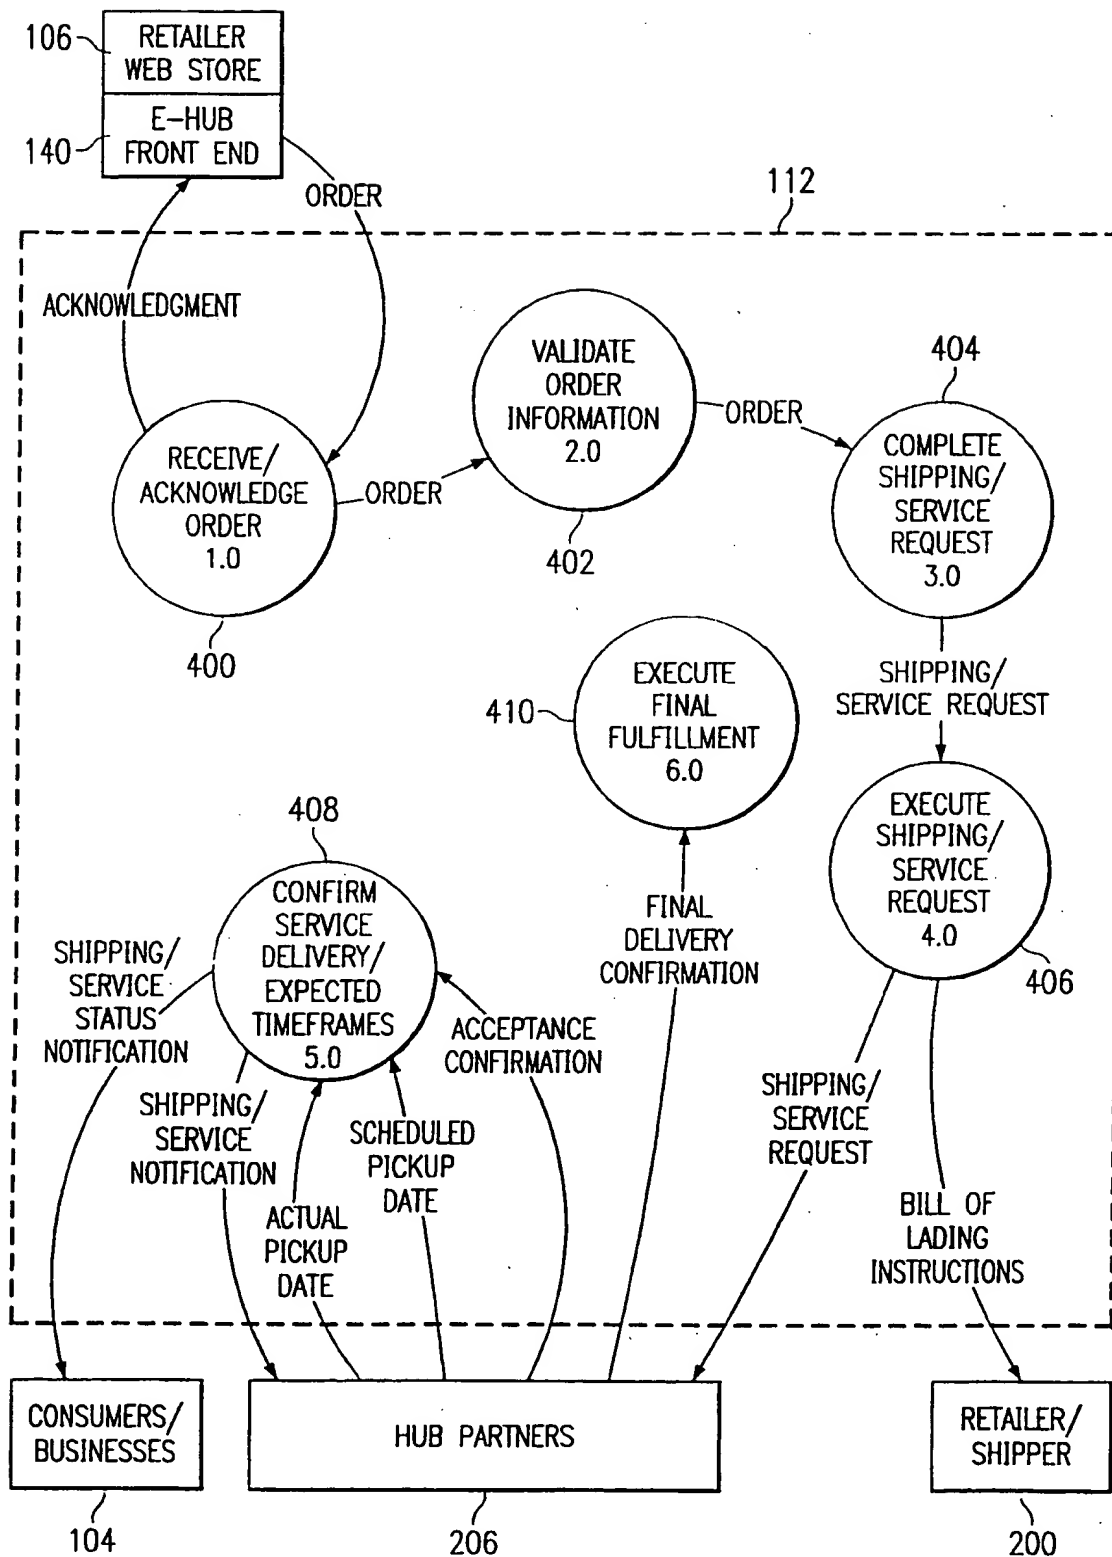 106
RETAILER
WEB STORE
140
E-HUB
FRONT END
ORDER
112
ACKNOWLEDGMENT
RECEIVE/
ACKNOWLEDGE
ORDER
1.0
400
ORDER
VALIDATE
ORDER
INFORMATION
2.0
402
ORDER
404
COMPLETE
SHIPPING/
SERVICE
REQUEST
3.0
SHIPPING/
SERVICE REQUEST
410
EXECUTE
FINAL
FULFILLMENT
6.0
EXECUTE
SHIPPING/
SERVICE
REQUEST
4.0
406
408
CONFIRM
SERVICE
DELIVERY/
EXPECTED
TIMEFRAMES
5.0
SHIPPING/
SERVICE
STATUS
NOTIFICATION
SHIPPING/
SERVICE
NOTIFICATION
ACTUAL
PICKUP
DATE
SCHEDULED
PICKUP
DATE
ACCEPTANCE
CONFIRMATION
FINAL
DELIVERY
CONFIRMATION
SHIPPING/
SERVICE
REQUEST
BILL OF
LADING
INSTRUCTIONS
CONSUMERS/
BUSINESSES
104
HUB PARTNERS
206
RETAILER/
SHIPPER
200